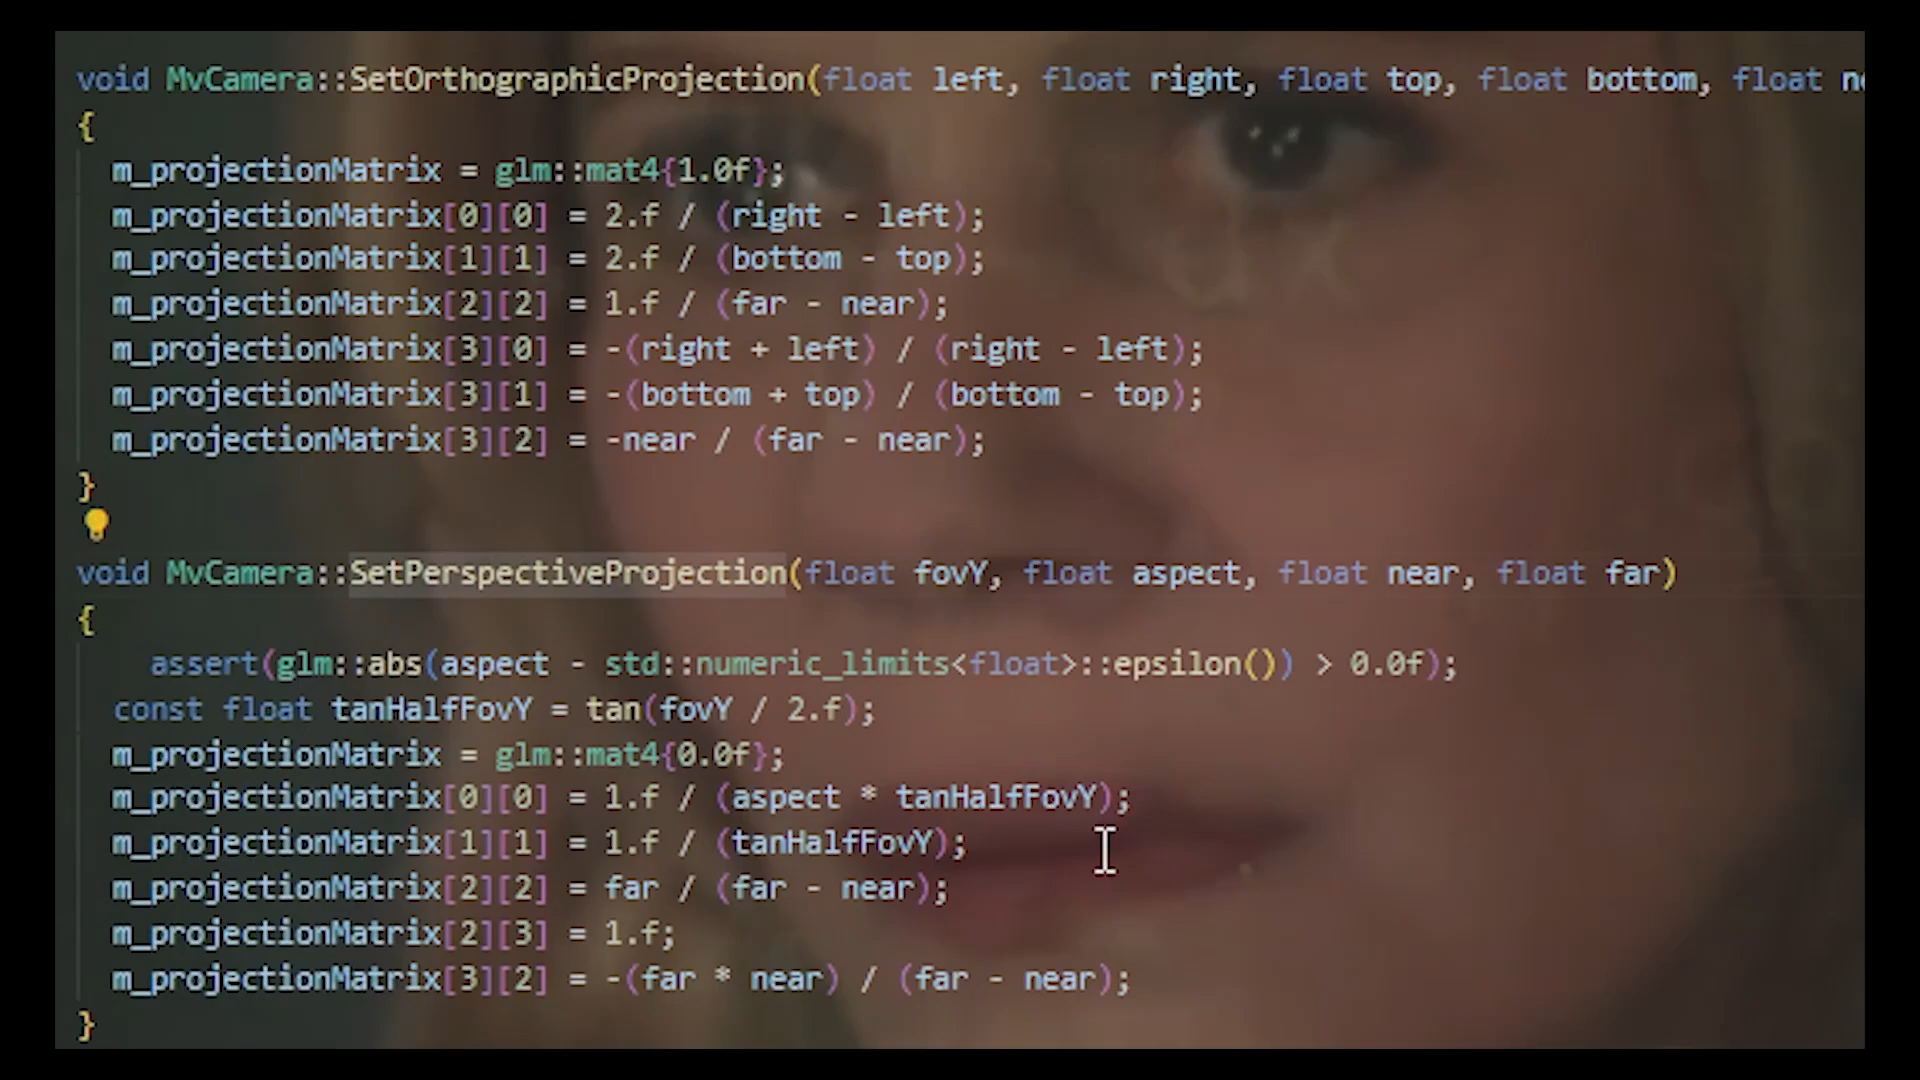 void MvCamera::SetOrthographicProjection(float left, float right, float top, float bottom, float
{
m_projectionMatrix = glm::mat4{1.0f};
m_projectionMatrix[0][0] = 2.f / (right - left);
m_projectionMatrix[1][1] = 2.f / (bottom - top);
m_projectionMatrix[2][2] = 1.f / (far - near);
m_projectionMatrix[3][0] = -(right + left) / (right - left);
m_projectionMatrix[3][1] = -(bottom + top) / (bottom - top);
m_projectionMatrix[3][2] = -near / (far - near);
}
void MvCamera::SetPerspectiveProjection(float fovY, float aspect, float near, float far)
{
assert(glm::abs(aspect - std::numeric_limits<float>::epsilon()) > 0.0f);
const float tanHalfFovY = tan(fovY / 2.f);
m_projectionMatrix = glm::mat4{0.0f};
m_projectionMatrix[0][0] = 1.f / (aspect * tanHalfFovY);
m_projectionMatrix[1][1] = 1.f / (tanHalfFovY);
m_projectionMatrix[2][2] = far / (far - near);
m_projectionMatrix[2][3] = 1.f;
m_projectionMatrix[3][2] = -(far * near) / (far - near);
}